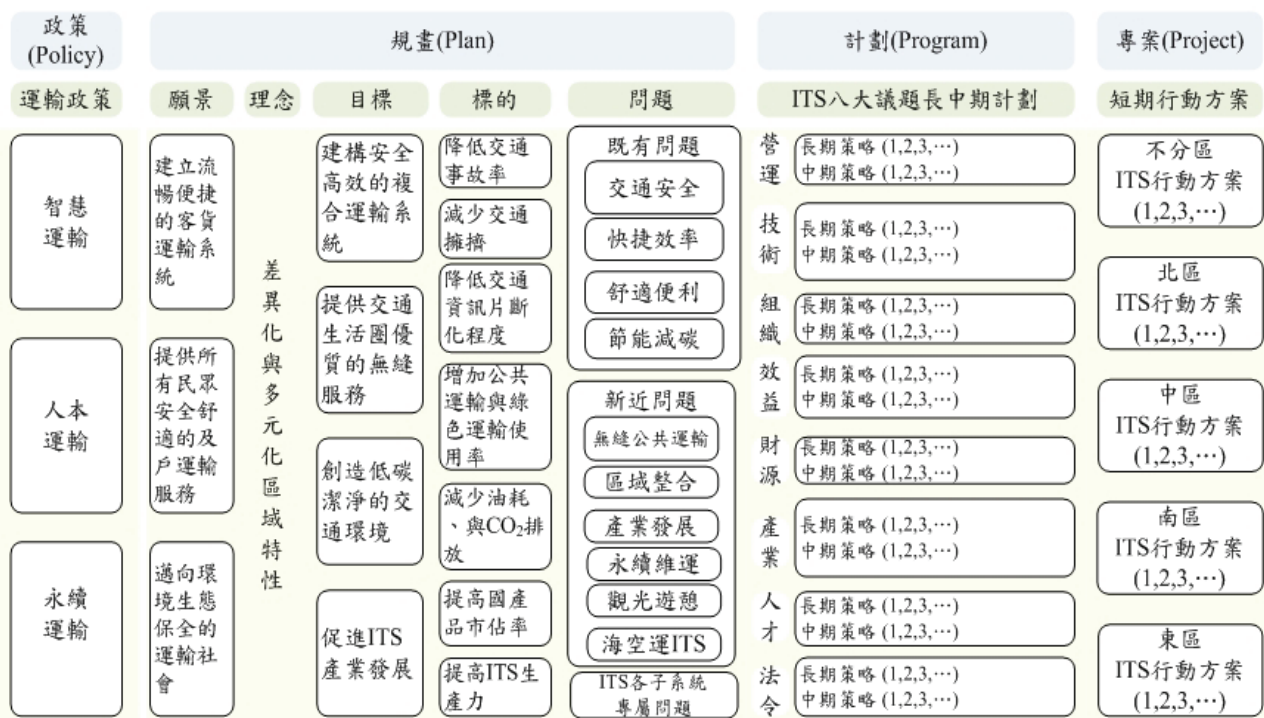 政策
(Policy)
規畫(Plan)
計劃(Program)
專案(Project)
運輸政策
願景
理念
目標
標的
問題
ITS八大議題長中期計劃
短期行動方案
智慧
運輸
人本
運輸
永續
運輸
建立流
暢便捷
的客貨
運輸系
統
提供所
有民眾
安全舒
適的及
戶運輸
服務
邁向環
境生態
保全的
運輸社
會
差異化與多元化區域特性
建構安全
高效的複
合運輸系
統
提供交通
生活圈優
質的無縫
服務
創造低碳
潔淨的交
通環境
促進ITS
產業發展
降低交通
事故率
減少交通
擁擠
降低交通
資訊片斷
化程度
增加公共
運輸與綠
色運輸使
用率
減少油耗
、與CO₂排
放
提高國產
品市佔率
提高ITS生
產力
既有問題
交通安全
快捷效率
舒適便利
節能減碳
新近問題
無縫公共運輸
區域整合
產業發展
永續維運
觀光遊憩
海空運ITS
ITS各子系統
專屬問題
營運
長期策略 (1,2,3,…)
中期策略 (1,2,3,…)
技術
長期策略 (1,2,3,…)
中期策略 (1,2,3,…)
組織
長期策略 (1,2,3,…)
中期策略 (1,2,3,…)
效益
長期策略 (1,2,3,…)
中期策略 (1,2,3,…)
財源
長期策略 (1,2,3,…)
中期策略 (1,2,3,…)
產業
長期策略 (1,2,3,…)
中期策略 (1,2,3,…)
人才
長期策略 (1,2,3,…)
中期策略 (1,2,3,…)
法令
長期策略 (1,2,3,…)
中期策略 (1,2,3,…)
不分區
ITS行動方案
(1,2,3,…)
北區
ITS行動方案
(1,2,3,…)
中區
ITS行動方案
(1,2,3,…)
南區
ITS行動方案
(1,2,3,…)
東區
ITS行動方案
(1,2,3,…)